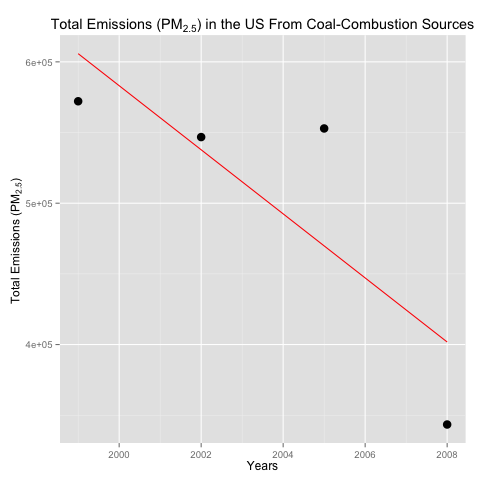 Total Emissions (PM2.5) in the US From Coal-Combustion Sources
6e+05
5e+05
4e+05
Total Emissions (PM2.5)
2000 2002 2004 2006 2008
Years